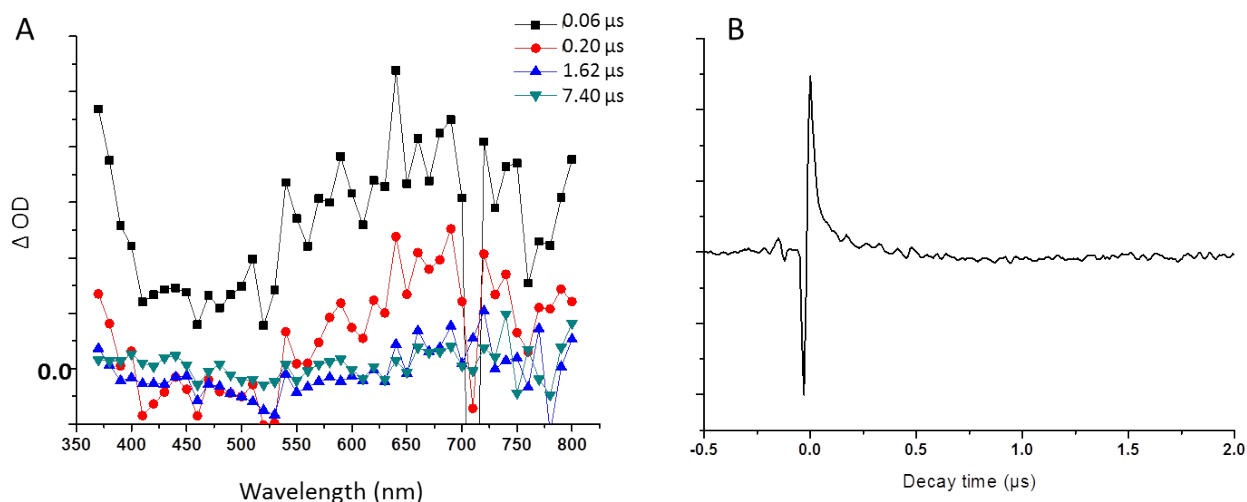 A
0.06 µs
0.20 µs
1.62 µs
7.40 µs
Δ OD
0.0
350 400 450 500 550 600 650 700 750 800
Wavelength (nm)
B
-0.5 0.0 0.5 1.0 1.5 2.0
Decay time (µs)